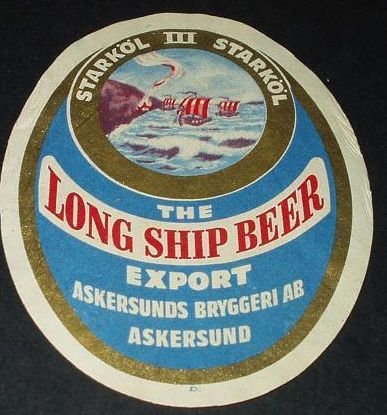 STARKÖL III STARKÖL
THE
LONG SHIP BEER
EXPORT
ASKERSUNDS BRYGGERI AB
ASKERSUND
D.